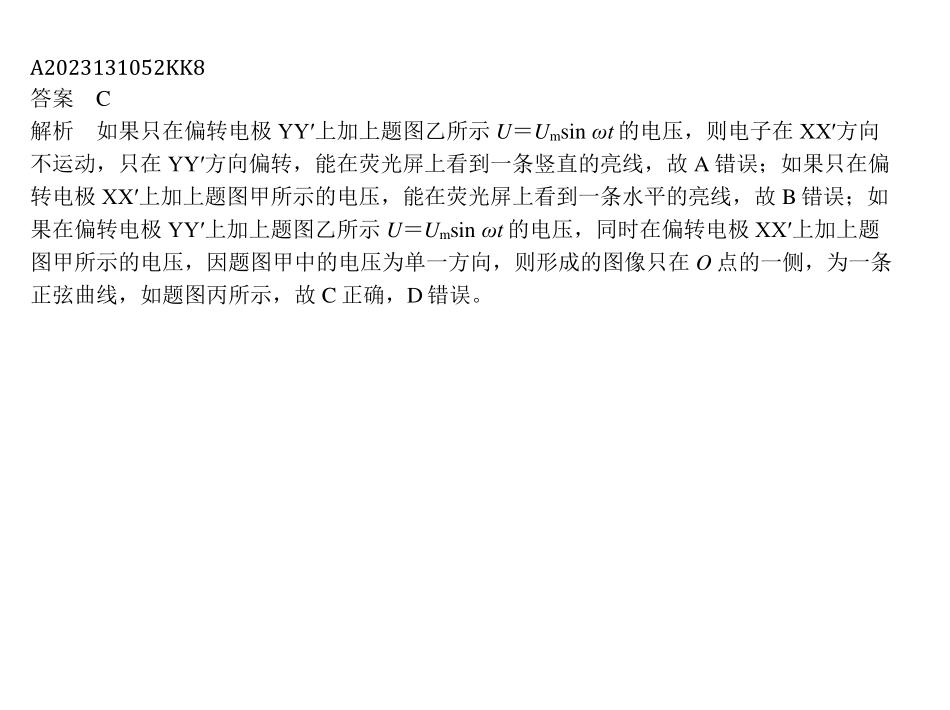 A2023131052KK8
答案　C
解析　如果只在偏转电极 YY′上加上题图乙所示 U＝Uₘsin ωt 的电压，则电子在 XX′方向
不运动，只在 YY′方向偏转，能在荧光屏上看到一条竖直的亮线，故 A 错误；如果只在偏
转电极 XX′上加上题图甲所示的电压，能在荧光屏上看到一条水平的亮线，故 B 错误；如
果在偏转电极 YY′上加上题图乙所示 U＝Uₘsin ωt 的电压，同时在偏转电极 XX′上加上题
图甲所示的电压，因题图甲中的电压为单一方向，则形成的图像只在 O 点的一侧，为一条
正弦曲线，如题图丙所示，故 C 正确，D 错误。